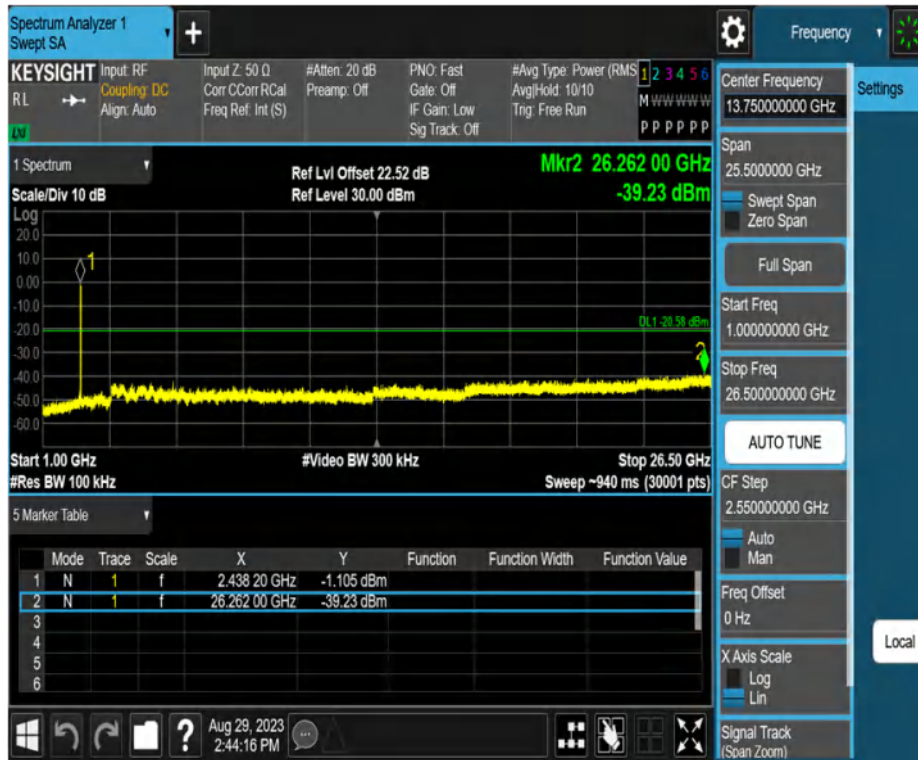 Spectrum Analyzer 1
Swept SA
+
Frequency
KEYSIGHT
RL
LXI
Input: RF
Coupling: DC
Align: Auto
Input Z: 50 Ω
Corr CCorr RCal
Freq Ref: Int (S)
#Atten: 20 dB
Preamp: Off
PNO: Fast
Gate: Off
IF Gain: Low
Sig Track: Off
#Avg Type: Power (RMS
Avg|Hold: 10/10
Trig: Free Run
1 2 3 4 5 6
M W W W W W
P P P P P P
1 Spectrum
Scale/Div 10 dB
Ref Lvl Offset 22.52 dB
Ref Level 30.00 dBm
Mkr2 26.262 00 GHz
-39.23 dBm
Log
20.0
10.0
0.00
-10.0
-20.0
-30.0
-40.0
-50.0
-60.0
1
DL1 -20.58 dBm
2
Start 1.00 GHz
#Video BW 300 kHz
Stop 26.50 GHz
#Res BW 100 kHz
Sweep ~940 ms (30001 pts)
5 Marker Table
Mode Trace Scale X Y Function Function Width Function Value
1 N 1 f 2.438 20 GHz -1.105 dBm
2 N 1 f 26.262 00 GHz -39.23 dBm
3
4
5
6
?
Aug 29, 2023
2:44:16 PM
Center Frequency
13.750000000 GHz
Span
25.5000000 GHz
Swept Span
Zero Span
Full Span
Start Freq
1.000000000 GHz
Stop Freq
26.500000000 GHz
AUTO TUNE
CF Step
2.550000000 GHz
Auto
Man
Freq Offset
0 Hz
X Axis Scale
Log
Lin
Signal Track
(Span Zoom)
Settings
Local